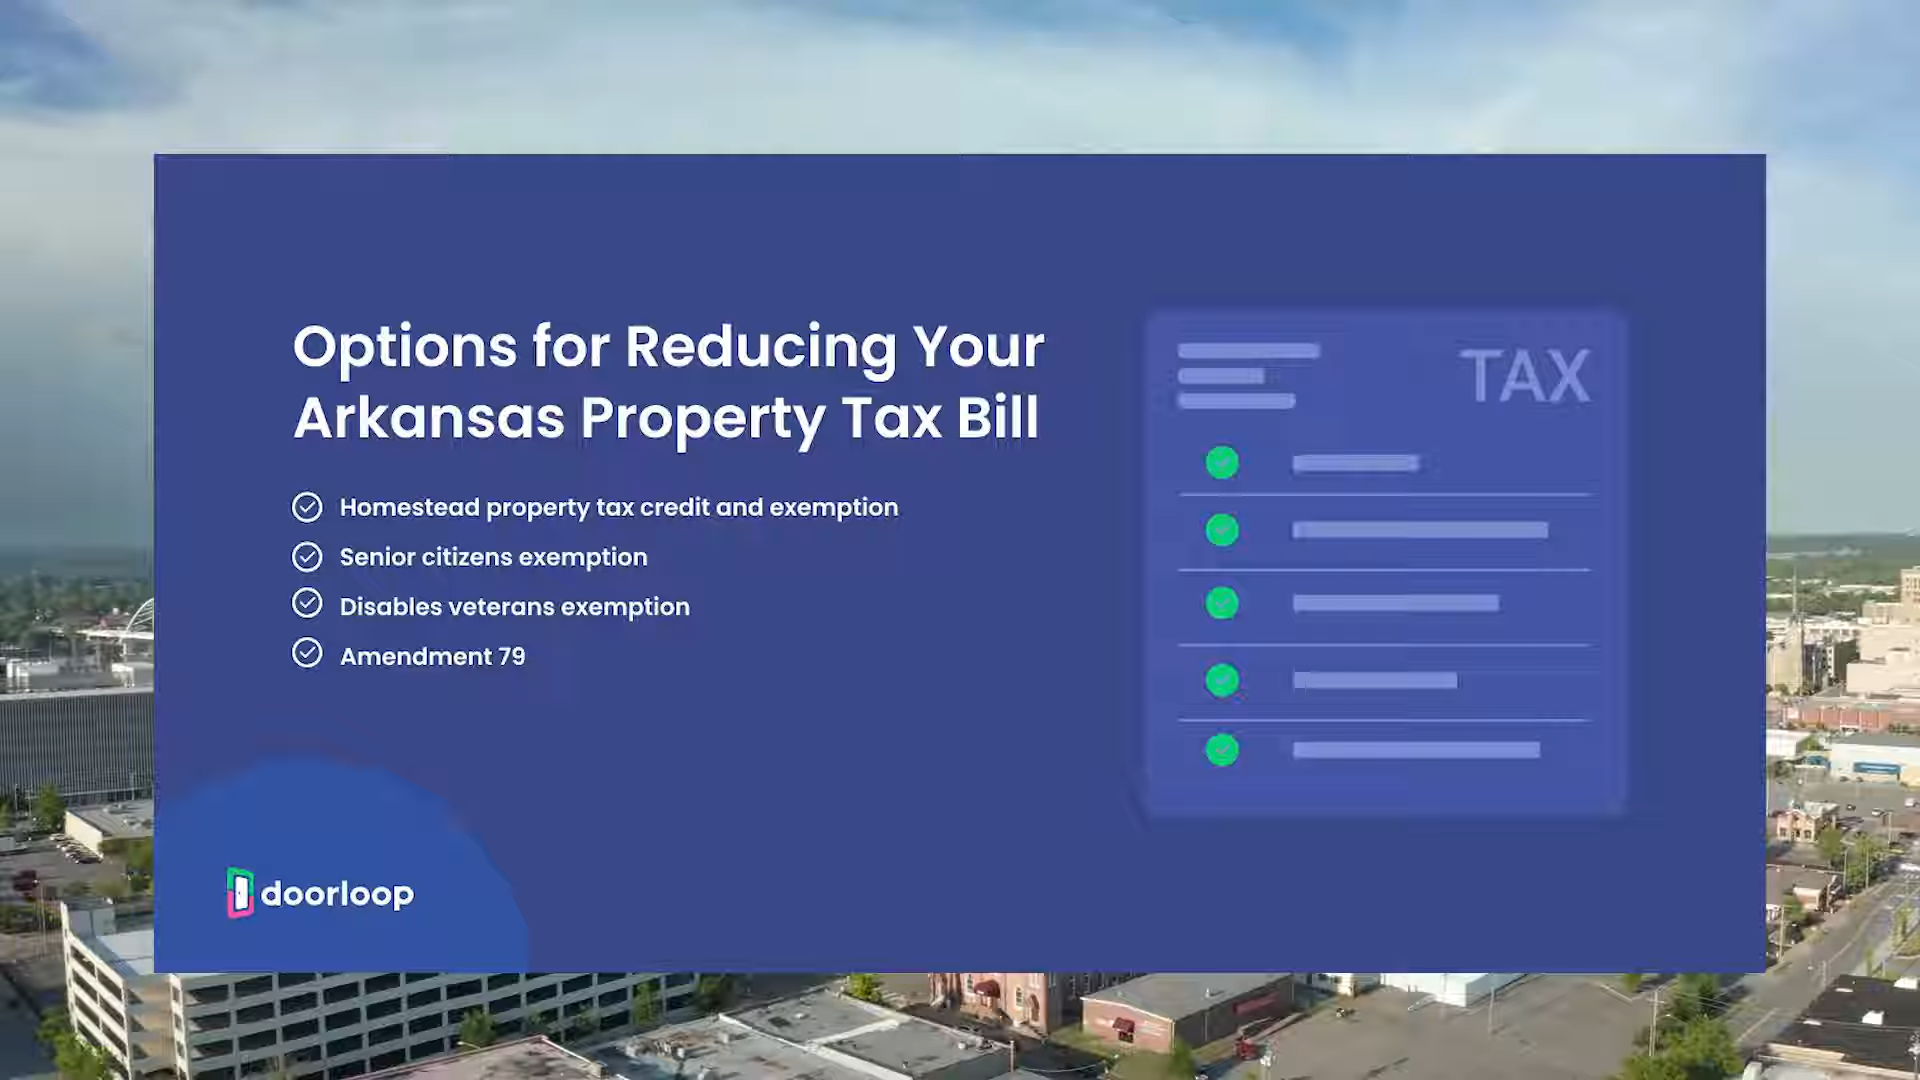 Options for Reducing Your
Arkansas Property Tax Bill
Homestead property tax credit and exemption
Senior citizens exemption
Disables veterans exemption
Amendment 79
TAX
doorloop